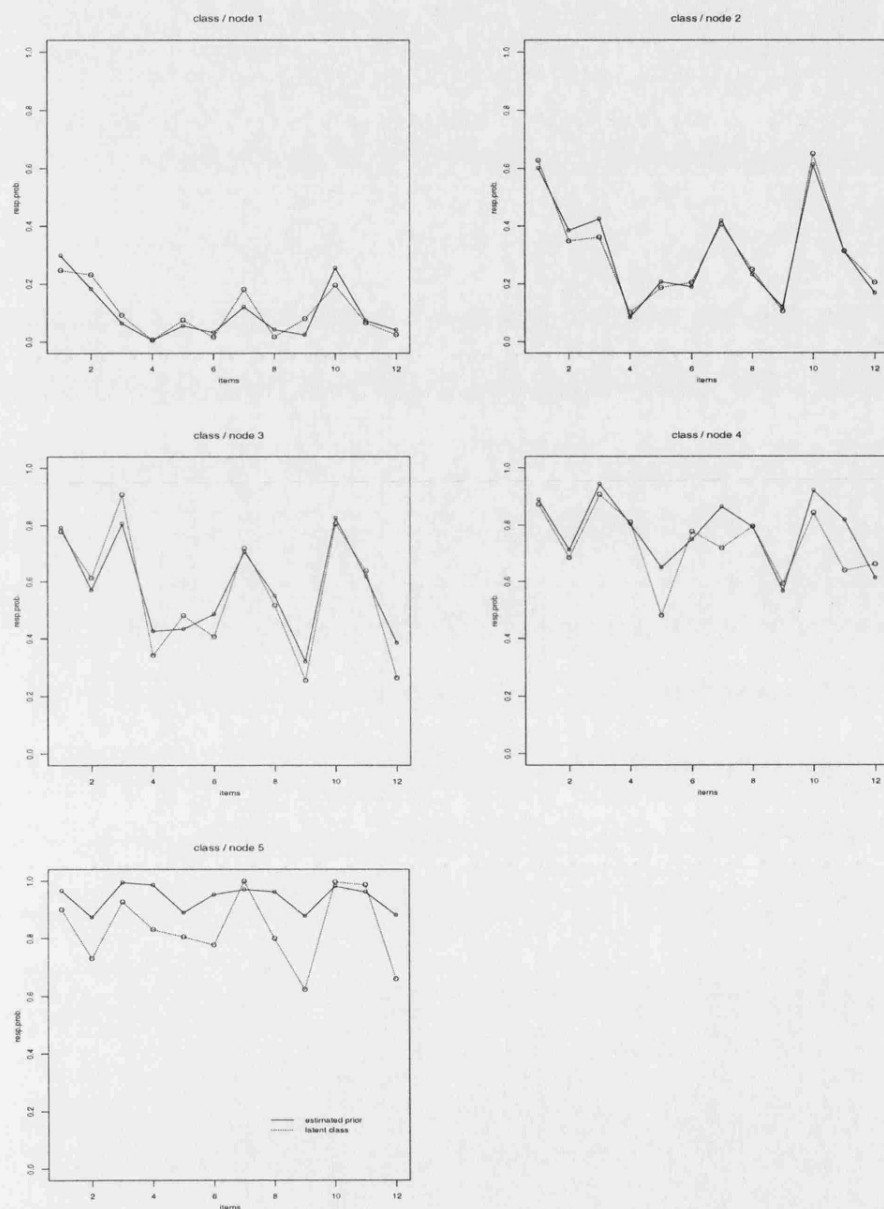 class / node 1
resp.prob.
1.0
0.8
0.6
0.4
0.2
0.0
2 4 6 8 10 12
items
class / node 2
resp.prob.
1.0
0.8
0.6
0.4
0.2
0.0
2 4 6 8 10 12
items
class / node 3
resp.prob.
1.0
0.8
0.6
0.4
0.2
0.0
2 4 6 8 10 12
items
class / node 4
resp.prob.
1.0
0.8
0.6
0.4
0.2
0.0
2 4 6 8 10 12
items
class / node 5
resp.prob.
1.0
0.8
0.6
0.4
0.2
0.0
estimated prior
latent class
2 4 6 8 10 12
items